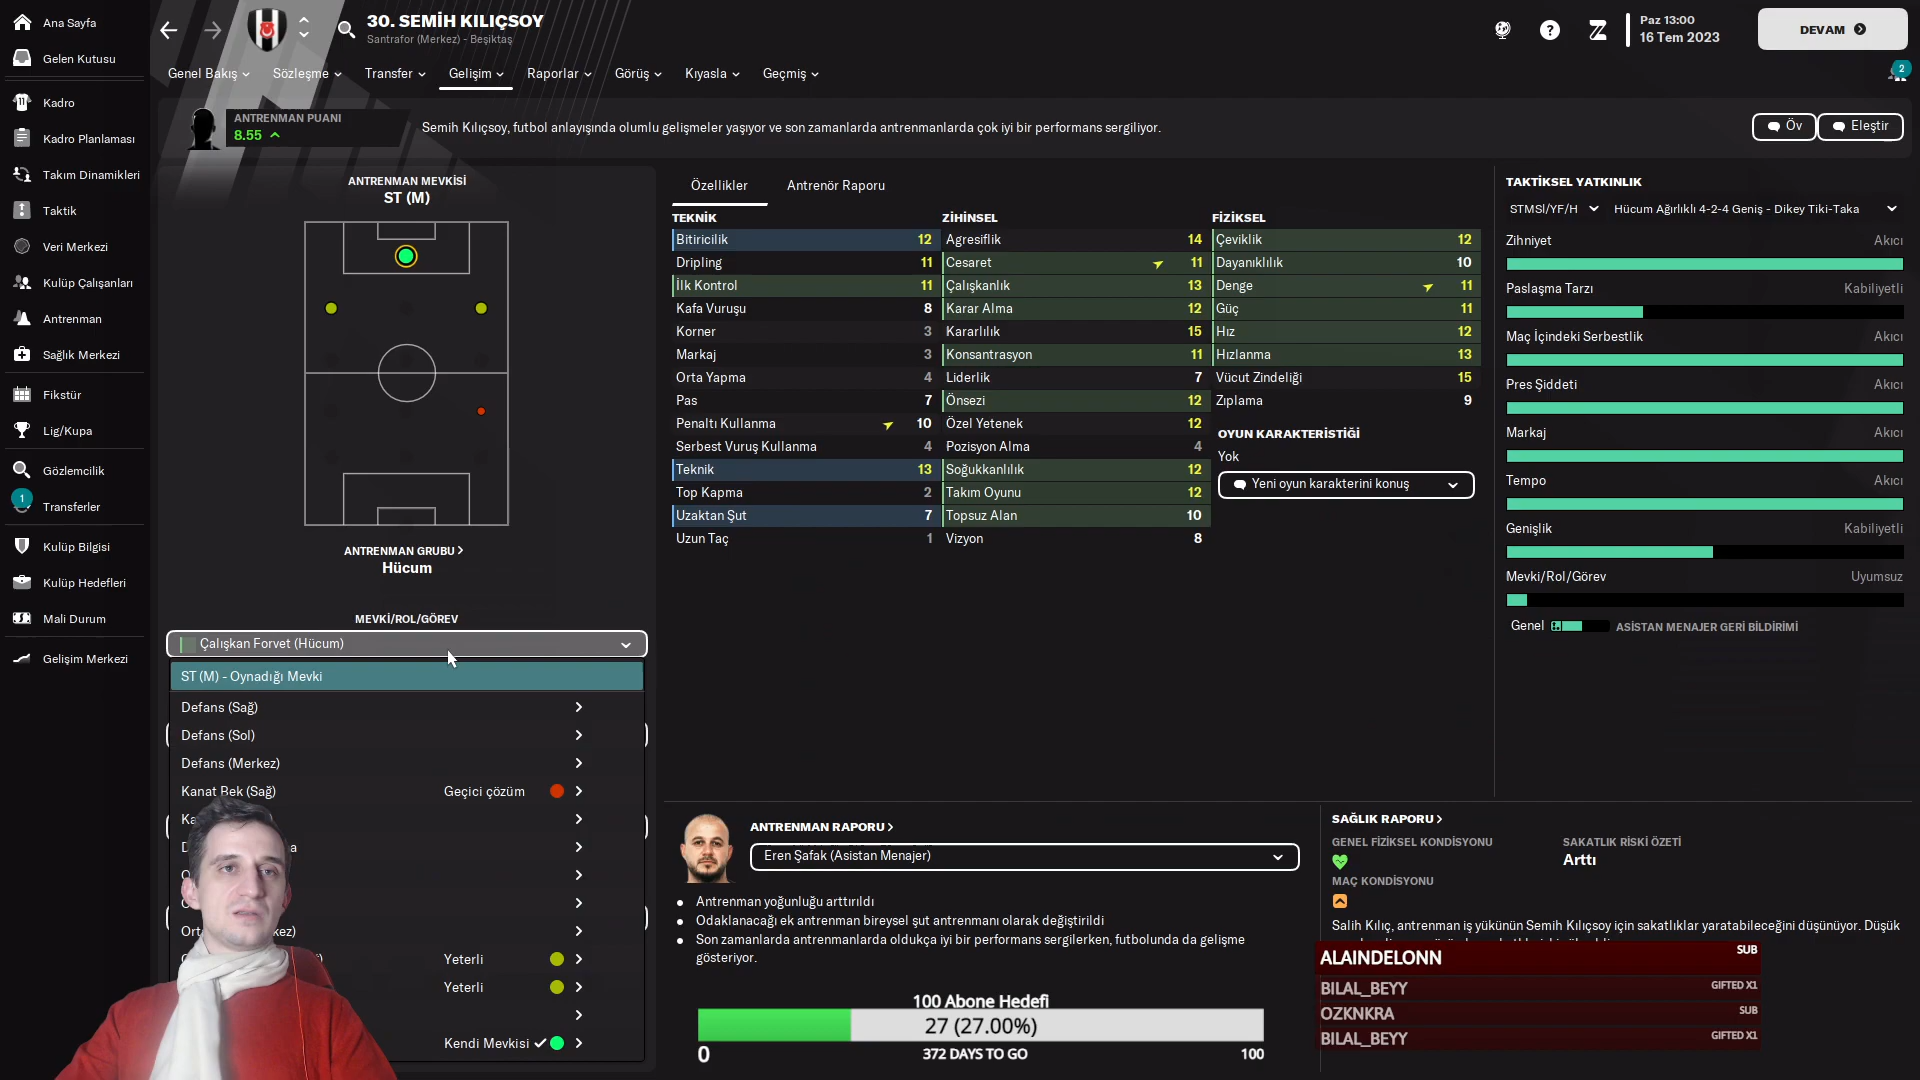 Ana Sayfa
Gelen Kutusu
Kadro
Kadro Planlaması
Takım Dinamikleri
Taktik
Veri Merkezi
Kulüp Çalışanları
Antrenman
Sağlık Merkezi
Fikstür
Lig/Kupa
Gözlemcilik
1
Transferler
Kulüp Bilgisi
Kulüp Hedefleri
Mali Durum
Gelişim Merkezi
30. SEMİH KILIÇSOY
Santrafor (Merkez) - Beşiktaş
Paz 13:00
16 Tem 2023
DEVAM
Genel Bakış
Sözleşme
Transfer
Gelişim
Raporlar
Görüş
Kıyasla
Geçmiş
2
ANTRENMAN PUANI
8.55
Semih Kılıçsoy, futbol anlayışında olumlu gelişmeler yaşıyor ve son zamanlarda antrenmanlarda çok iyi bir performans sergiliyor.
Öv
Eleştir
ANTRENMAN MEVKİSİ
ST (M)
ANTRENMAN GRUBU
Hücum
MEVKİ/ROL/GÖREV
Çalışkan Forvet (Hücum)
ST (M) - Oynadığı Mevki
Defans (Sağ)
Defans (Sol)
Defans (Merkez)
Kanat Bek (Sağ) Geçici çözüm
Yeterli
Yeterli
Kendi Mevkisi
Özellikler
Antrenör Raporu
TEKNİK
Bitiricilik 12
Dripling 11
İlk Kontrol 11
Kafa Vuruşu 8
Korner 3
Markaj 3
Orta Yapma 4
Pas 7
Penaltı Kullanma 10
Serbest Vuruş Kullanma 4
Teknik 13
Top Kapma 2
Uzaktan Şut 7
Uzun Taç 1
ZİHİNSEL
Agresiflik 14
Cesaret 11
Çalışkanlık 13
Karar Alma 12
Kararlılık 15
Konsantrasyon 11
Liderlik 7
Önsezi 12
Özel Yetenek 12
Pozisyon Alma 4
Soğukkanlılık 12
Takım Oyunu 12
Topsuz Alan 10
Vizyon 8
FİZİKSEL
Çeviklik 12
Dayanıklılık 10
Denge 11
Güç 11
Hız 12
Hızlanma 13
Vücut Zindeliği 15
Zıplama 9
OYUN KARAKTERİSTİĞİ
Yok
Yeni oyun karakterini konuş
TAKTİKSEL YATKINLIK
STMSl/YF/H
Hücum Ağırlıklı 4-2-4 Geniş - Dikey Tiki-Taka
Zihniyet Akıcı
Paslaşma Tarzı Kabiliyetli
Maç İçindeki Serbestlik Akıcı
Pres Şiddeti Akıcı
Markaj Akıcı
Tempo Akıcı
Genişlik Kabiliyetli
Mevki/Rol/Görev Uyumsuz
Genel
ASİSTAN MENAJER GERİ BİLDİRİMİ
ANTRENMAN RAPORU
Eren Şafak (Asistan Menajer)
Antrenman yoğunluğu arttırıldı
Odaklanacağı ek antrenman bireysel şut antrenmanı olarak değiştirildi
Son zamanlarda antrenmanlarda oldukça iyi bir performans sergilerken, futbolunda da gelişme
gösteriyor.
SAĞLIK RAPORU
GENEL FİZİKSEL KONDİSYONU
SAKATLIK RİSKİ ÖZETİ
Arttı
MAÇ KONDİSYONU
Salih Kılıç, antrenman iş yükünün Semih Kılıçsoy için sakatlıklar yaratabileceğini düşünüyor. Düşük
100 Abone Hedefi
27 (27.00%)
0
372 DAYS TO GO
100
ALAINDELONN SUB
BILAL_BEYY GIFTED X1
OZKNKRA SUB
BILAL_BEYY GIFTED X1